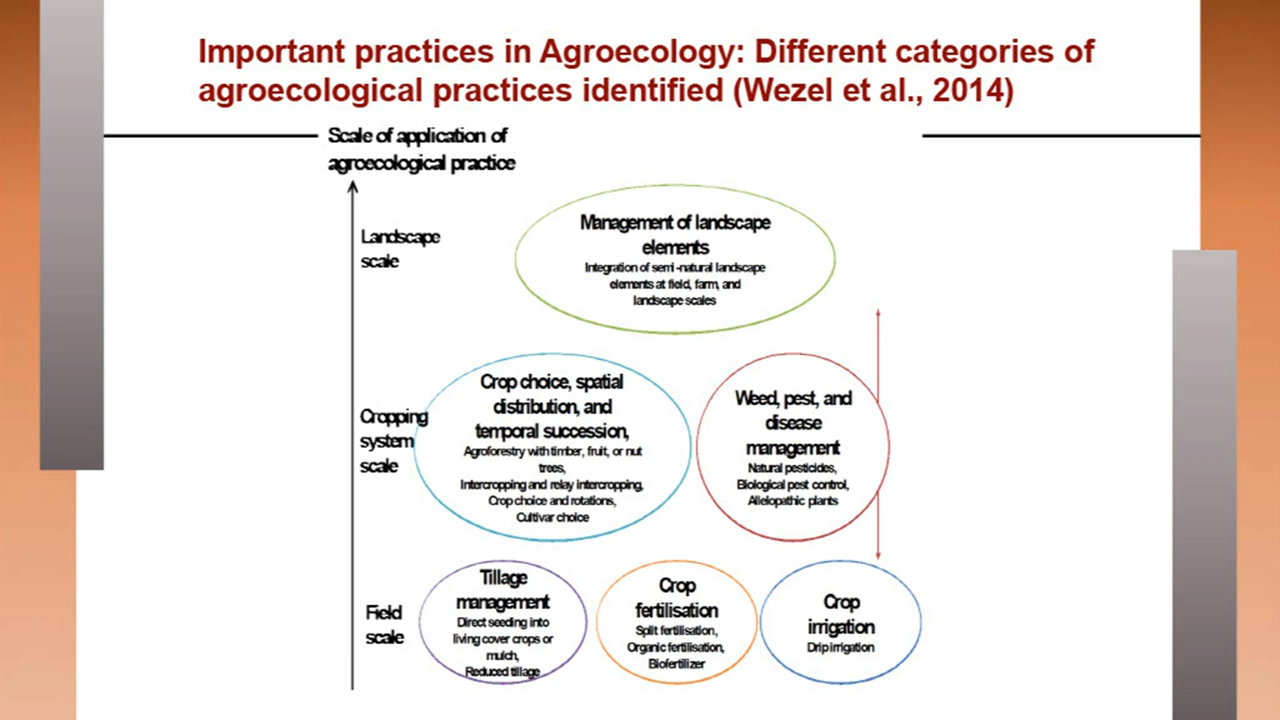 Important practices in Agroecology: Different categories of
agroecological practices identified (Wezel et al., 2014)
Scale of application of
agroecological practice
Landscape
scale
Management of landscape
elements
Integration of semi-natural landscape
elements at field, farm, and
landscape scales
Cropping
system
scale
Crop choice, spatial
distribution, and
temporal succession,
Agroforestry with timber, fruit, or nut
trees,
Intercropping and relay intercropping,
Crop choice and rotations,
Cultivar choice
Weed, pest, and
disease
management
Natural pesticides,
Biological pest control,
Allelopathic plants
Field
scale
Tillage
management
Direct seeding into
living cover crops or
mulch,
Reduced tillage
Crop
fertilisation
Split fertilisation,
Organic fertilisation,
Biofertilizer
Crop
irrigation
Drip irrigation